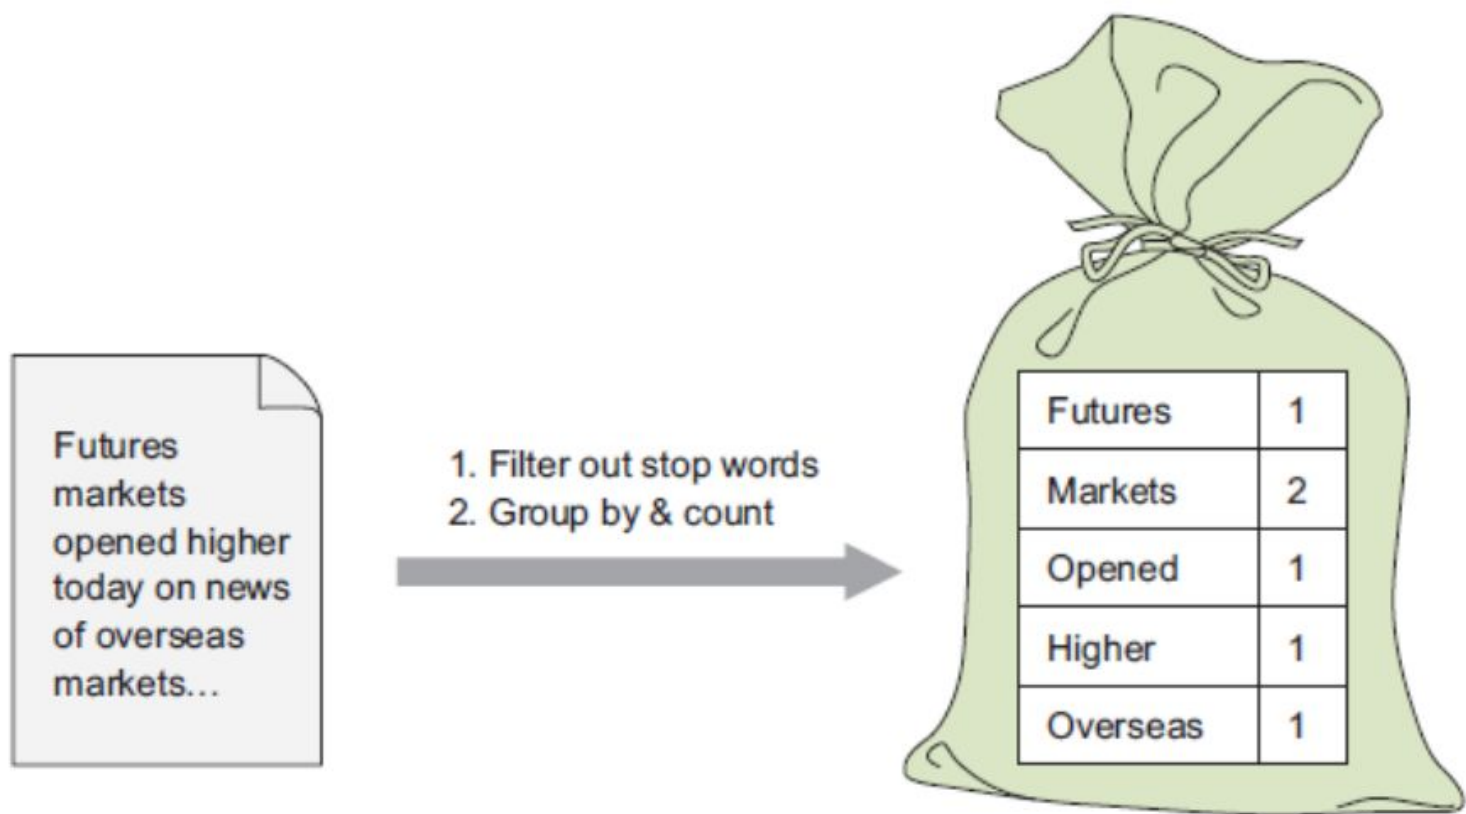 Futures
markets
opened higher
today on news
of overseas
markets...
1. Filter out stop words
2. Group by & count
Futures 1
Markets 2
Opened 1
Higher 1
Overseas 1